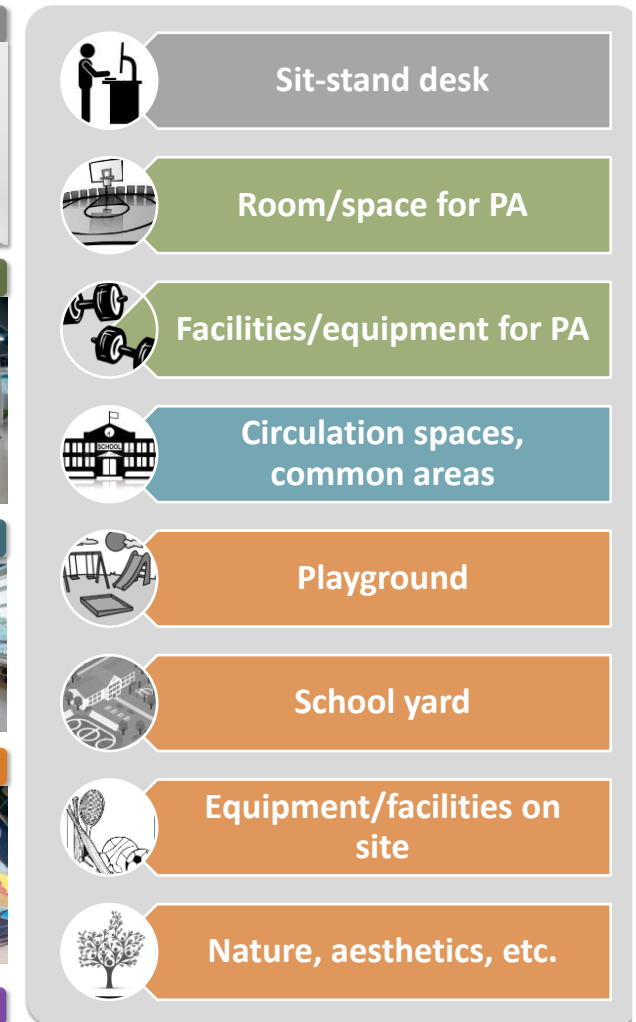 Sit-stand desk
Room/space for PA
Facilities/equipment for PA
SCHOOL
Circulation spaces,
common areas
Playground
School yard
Equipment/facilities on
site
Nature, aesthetics, etc.